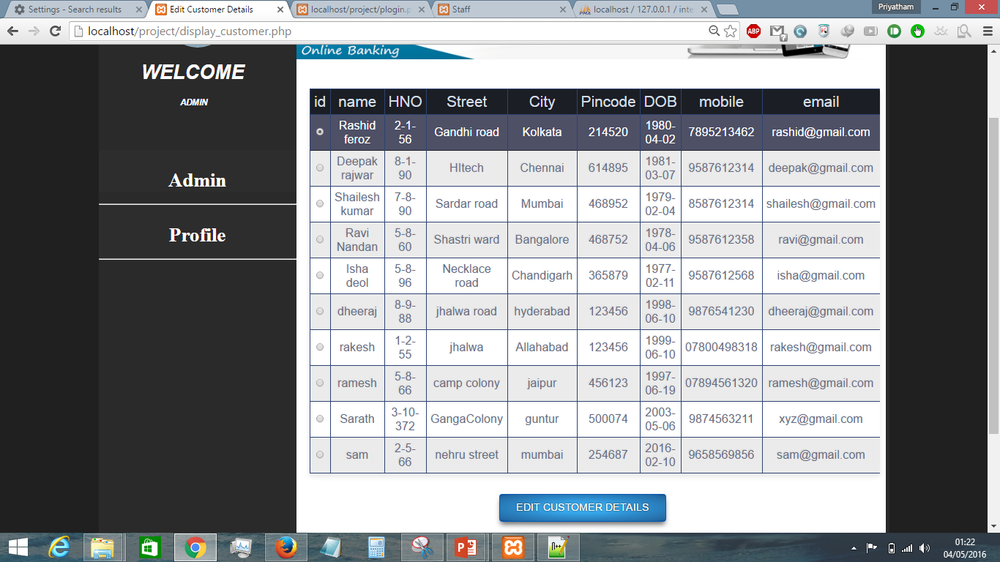 Settings - Search results
Edit Customer Details
localhost/project/plogin.p
Staff
localhost / 127.0.0.1 / inte
Priyatham
localhost/project/display_customer.php
Online Banking
WELCOME
ADMIN
Admin
Profile
id name HNO Street City Pincode DOB mobile email
Rashid feroz 2-1-56 Gandhi road Kolkata 214520 1980-04-02 7895213462 rashid@gmail.com
Deepak rajwar 8-1-90 HItech Chennai 614895 1981-03-07 9587612314 deepak@gmail.com
Shailesh kumar 7-8-90 Sardar road Mumbai 468952 1979-02-04 8587612314 shailesh@gmail.com
Ravi Nandan 5-8-60 Shastri ward Bangalore 468752 1978-04-06 9587612358 ravi@gmail.com
Isha deol 5-8-96 Necklace road Chandigarh 365879 1977-02-11 9587612568 isha@gmail.com
dheeraj 8-9-88 jhalwa road hyderabad 123456 1998-06-10 9876541230 dheeraj@gmail.com
rakesh 1-2-55 jhalwa Allahabad 123456 1999-06-10 07800498318 rakesh@gmail.com
ramesh 5-8-66 camp colony jaipur 456123 1997-06-19 07894561320 ramesh@gmail.com
Sarath 3-10-372 GangaColony guntur 500074 2003-05-06 9874563211 xyz@gmail.com
sam 2-5-66 nehru street mumbai 254687 2016-02-10 9658569856 sam@gmail.com
EDIT CUSTOMER DETAILS
01:22
04/05/2016